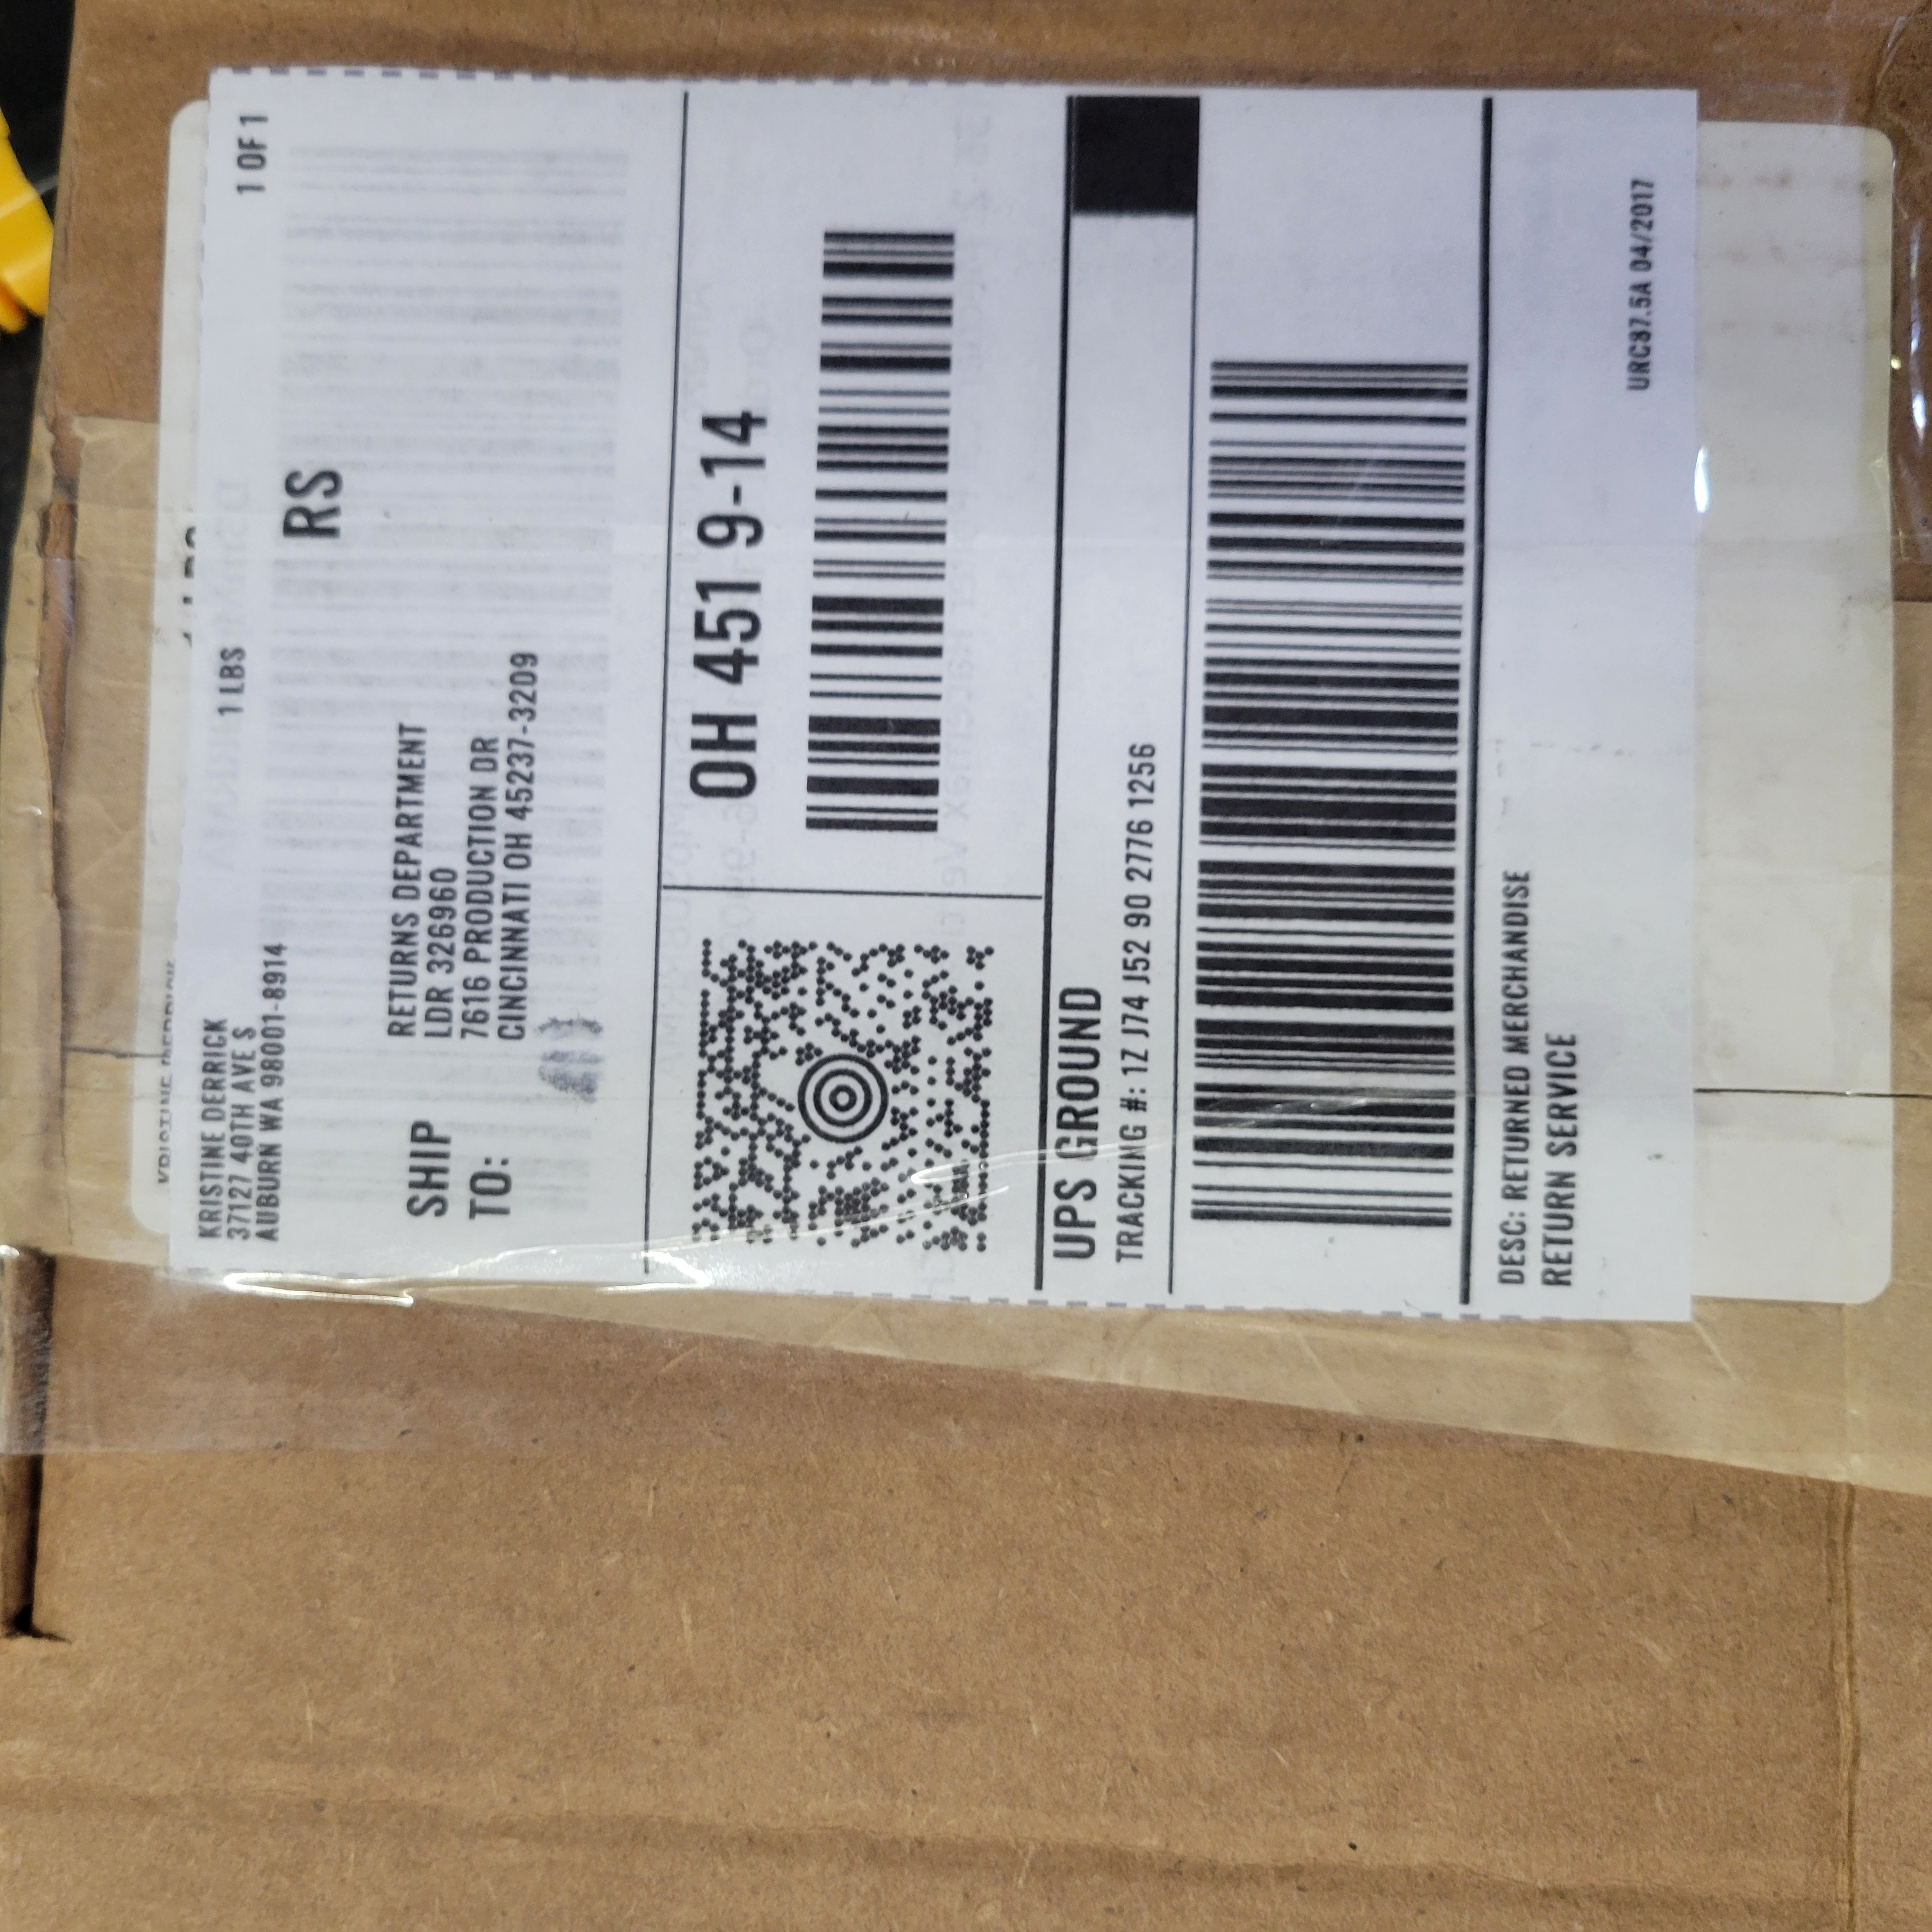 KRISTINE DERRICK
37127 40TH AVE S
AUBURN WA 98001-8914
1 LBS
1 OF 1
RS
SHIP
TO:
RETURNS DEPARTMENT
LDR 326960
7616 PRODUCTION DR
CINCINNATI OH 45237-3209
OH 451 9-14
UPS GROUND
TRACKING #: 1Z J74 J52 90 2776 1256
DESC: RETURNED MERCHANDISE
RETURN SERVICE
URC87.5A 04/2017